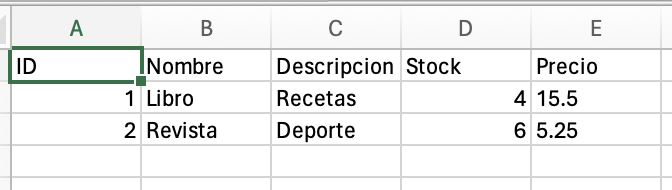 A B C D E
ID Nombre Descripcion Stock Precio
1 Libro Recetas 4 15.5
2 Revista Deporte 6 5.25